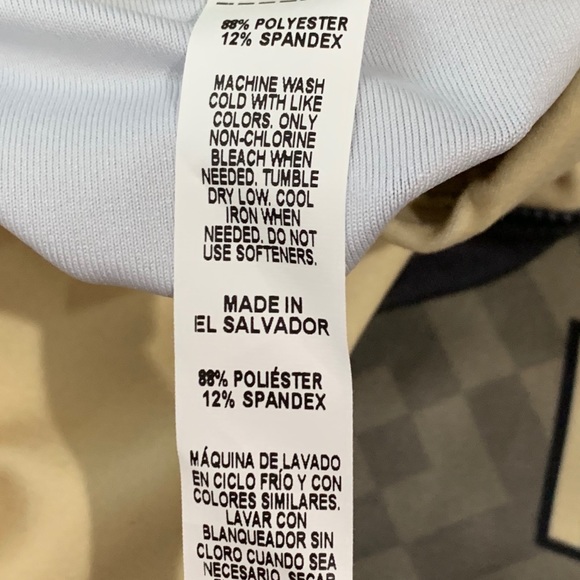 88% POLYESTER
12% SPANDEX
MACHINE WASH
COLD WITH LIKE
COLORS. ONLY
NON-CHLORINE
BLEACH WHEN
NEEDED. TUMBLE
DRY LOW. COOL
IRON WHEN
NEEDED. DO NOT
USE SOFTENERS.
MADE IN
EL SALVADOR
88% POLIÉSTER
12% SPANDEX
MÁQUINA DE LAVADO
EN CICLO FRÍO Y CON
COLORES SIMILARES.
LAVAR CON
BLANQUEADOR SIN
CLORO CUANDO SEA
NECESARIO. SECAR